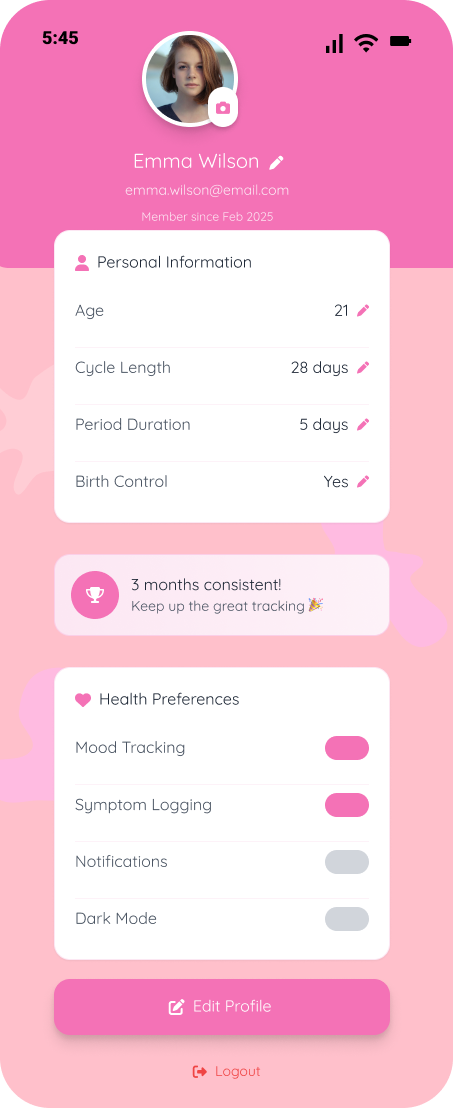 5:45
Emma Wilson
emma.wilson@email.com
Member since Feb 2025
Personal Information
Age 21
Cycle Length 28 days
Period Duration 5 days
Birth Control Yes
3 months consistent!
Keep up the great tracking 🎉
Health Preferences
Mood Tracking
Symptom Logging
Notifications
Dark Mode
Edit Profile
Logout